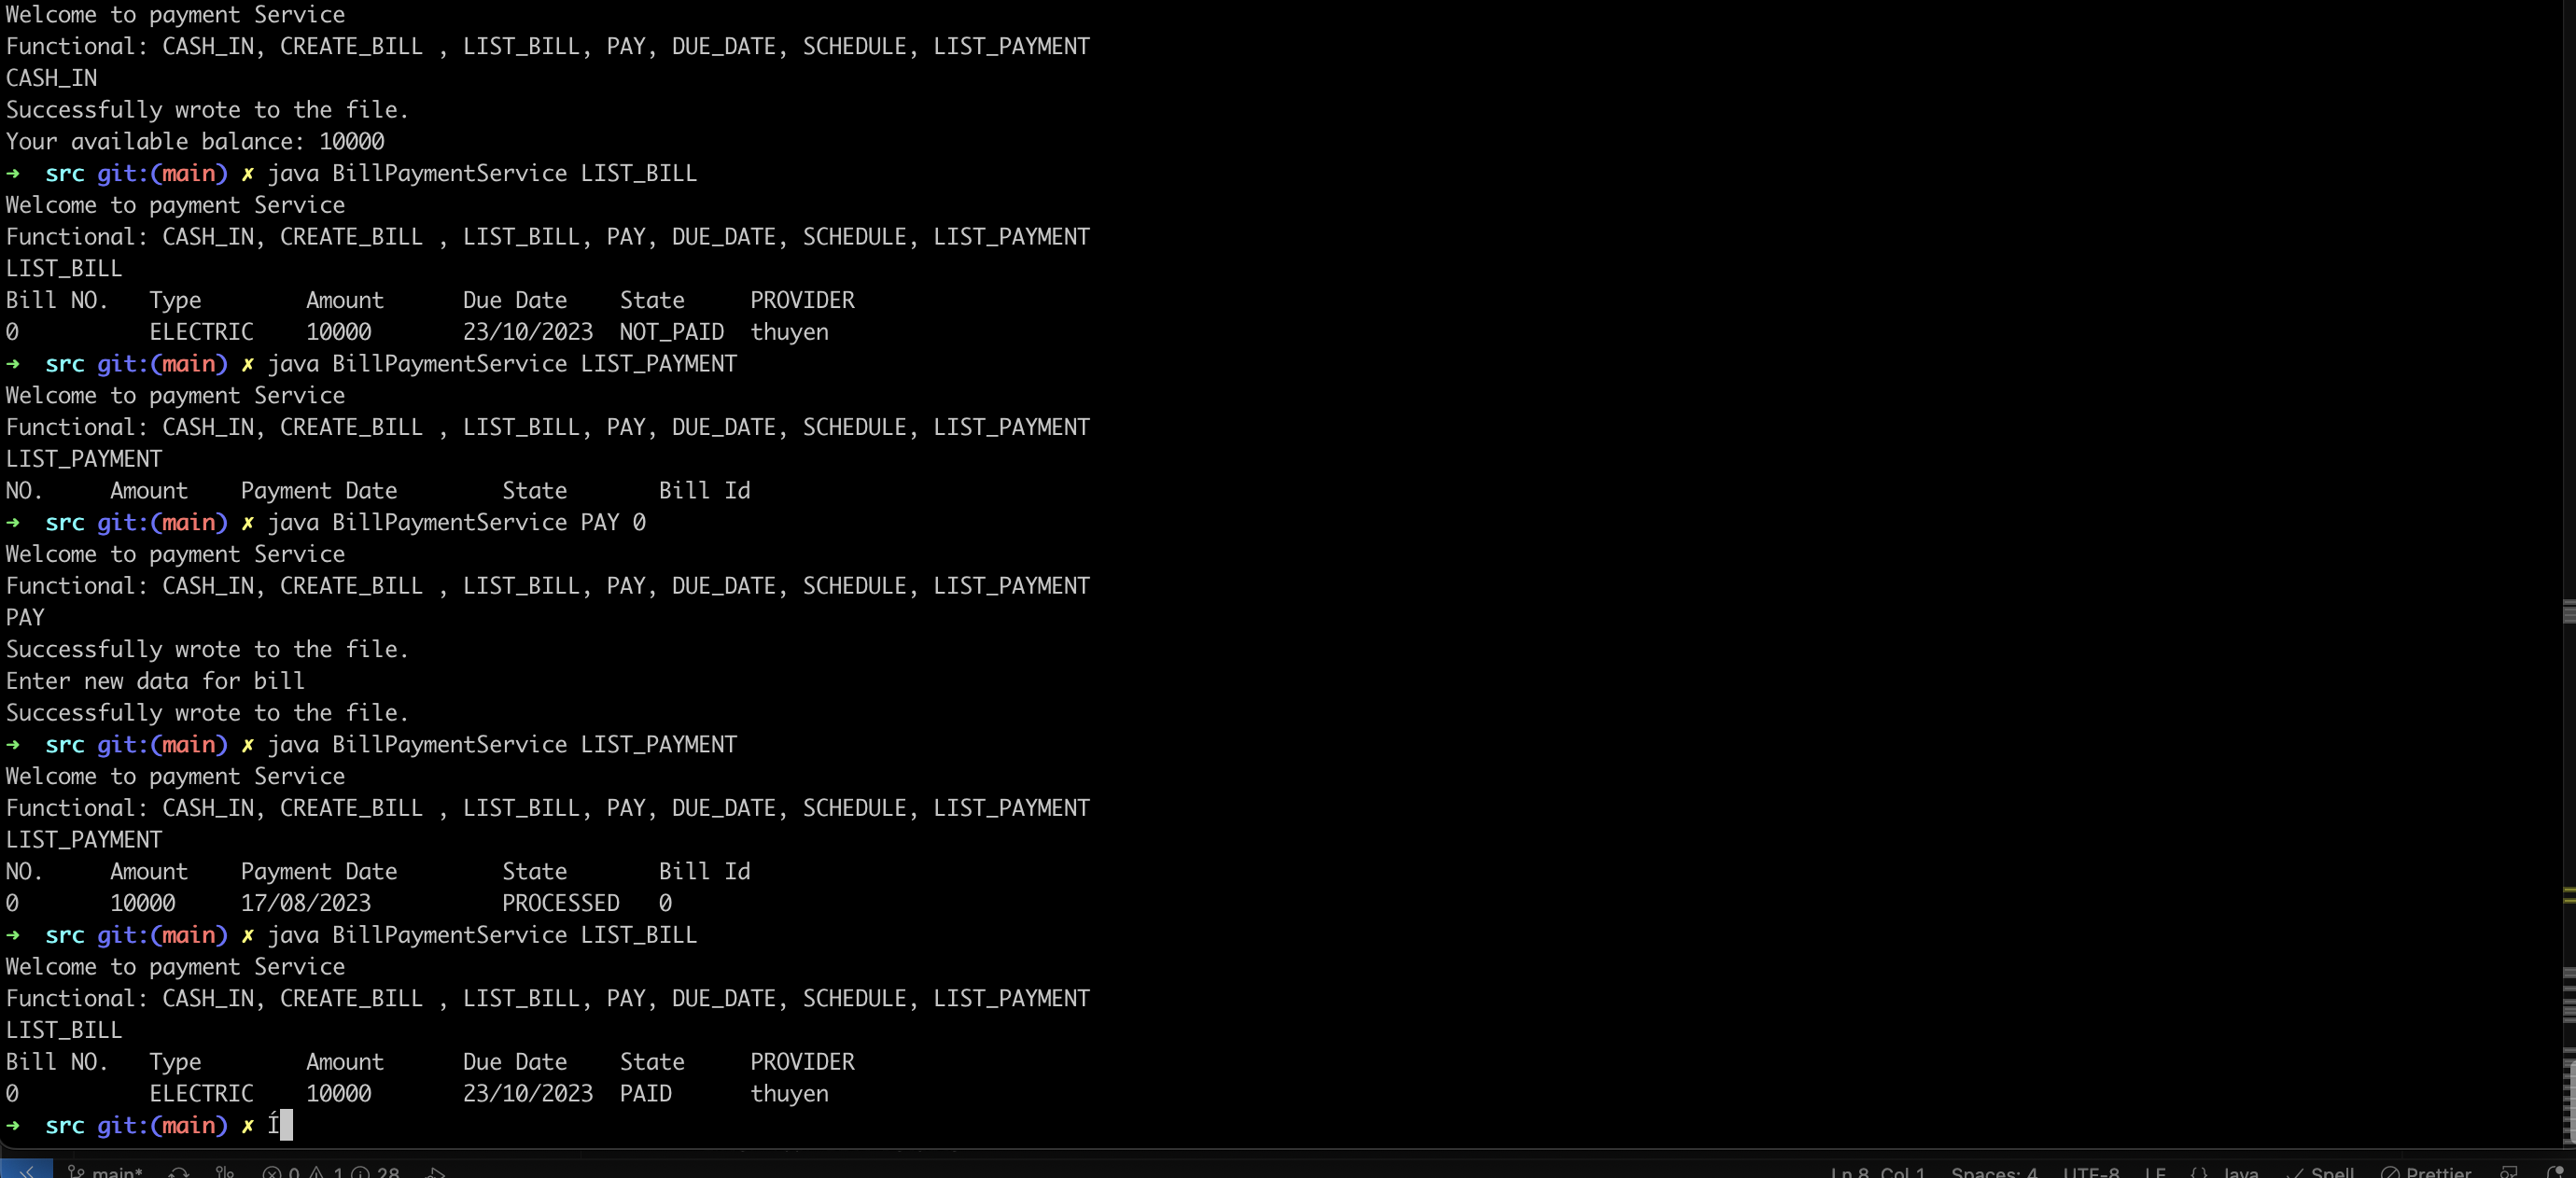 Welcome to payment Service
Functional: CASH_IN, CREATE_BILL , LIST_BILL, PAY, DUE_DATE, SCHEDULE, LIST_PAYMENT
CASH_IN
Successfully wrote to the file.
Your available balance: 10000
➜  src git:(main) ✗ java BillPaymentService LIST_BILL
Welcome to payment Service
Functional: CASH_IN, CREATE_BILL , LIST_BILL, PAY, DUE_DATE, SCHEDULE, LIST_PAYMENT
LIST_BILL
Bill NO.   Type        Amount      Due Date    State     PROVIDER
0          ELECTRIC    10000       23/10/2023  NOT_PAID  thuyen
➜  src git:(main) ✗ java BillPaymentService LIST_PAYMENT
Welcome to payment Service
Functional: CASH_IN, CREATE_BILL , LIST_BILL, PAY, DUE_DATE, SCHEDULE, LIST_PAYMENT
LIST_PAYMENT
NO.     Amount    Payment Date        State       Bill Id
➜  src git:(main) ✗ java BillPaymentService PAY 0
Welcome to payment Service
Functional: CASH_IN, CREATE_BILL , LIST_BILL, PAY, DUE_DATE, SCHEDULE, LIST_PAYMENT
PAY
Successfully wrote to the file.
Enter new data for bill
Successfully wrote to the file.
➜  src git:(main) ✗ java BillPaymentService LIST_PAYMENT
Welcome to payment Service
Functional: CASH_IN, CREATE_BILL , LIST_BILL, PAY, DUE_DATE, SCHEDULE, LIST_PAYMENT
LIST_PAYMENT
NO.     Amount    Payment Date        State       Bill Id
0       10000     17/08/2023          PROCESSED   0
➜  src git:(main) ✗ java BillPaymentService LIST_BILL
Welcome to payment Service
Functional: CASH_IN, CREATE_BILL , LIST_BILL, PAY, DUE_DATE, SCHEDULE, LIST_PAYMENT
LIST_BILL
Bill NO.   Type        Amount      Due Date    State     PROVIDER
0          ELECTRIC    10000       23/10/2023  PAID      thuyen
➜  src git:(main) ✗ Í
main* 0 1 28 Ln 8, Col 1 Spaces: 4 UTF-8 LF {} Java Spell Prettier